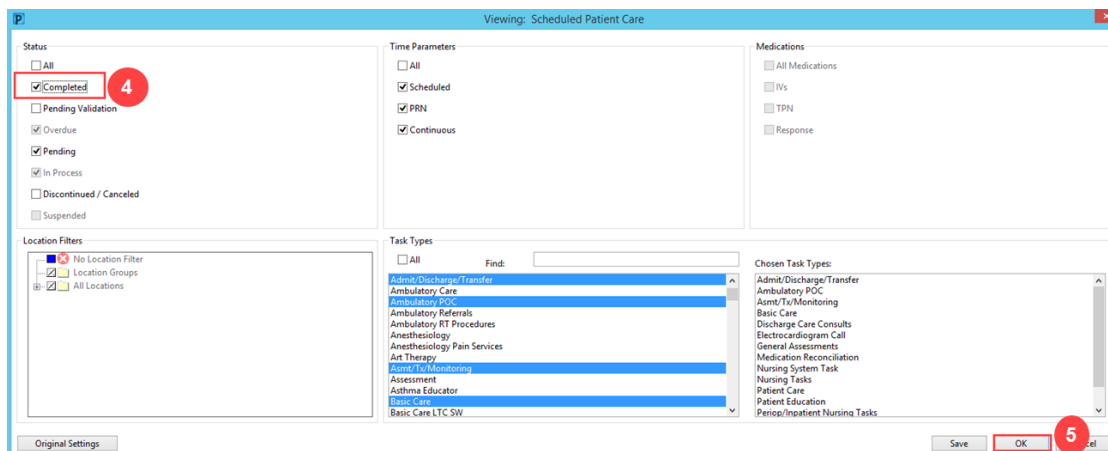 P
Viewing: Scheduled Patient Care
x
Status
All
Completed
4
Pending Validation
Overdue
Pending
In Process
Discontinued / Canceled
Suspended
Time Parameters
All
Scheduled
PRN
Continuous
Medications
All Medications
IVs
TPN
Response
Location Filters
No Location Filter
Location Groups
All Locations
Task Types
All
Find:
Admit/Discharge/Transfer
Ambulatory Care
Ambulatory POC
Ambulatory Referrals
Ambulatory RT Procedures
Anesthesiology
Anesthesiology Pain Services
Art Therapy
Asmt/Tx/Monitoring
Assessment
Asthma Educator
Basic Care
Basic Care LTC SW
Chosen Task Types:
Admit/Discharge/Transfer
Ambulatory POC
Asmt/Tx/Monitoring
Basic Care
Discharge Care Consults
Electrocardiogram Call
General Assessments
Medication Reconciliation
Nursing System Task
Nursing Tasks
Patient Care
Patient Education
Periop/Inpatient Nursing Tasks
Original Settings
Save
OK
5